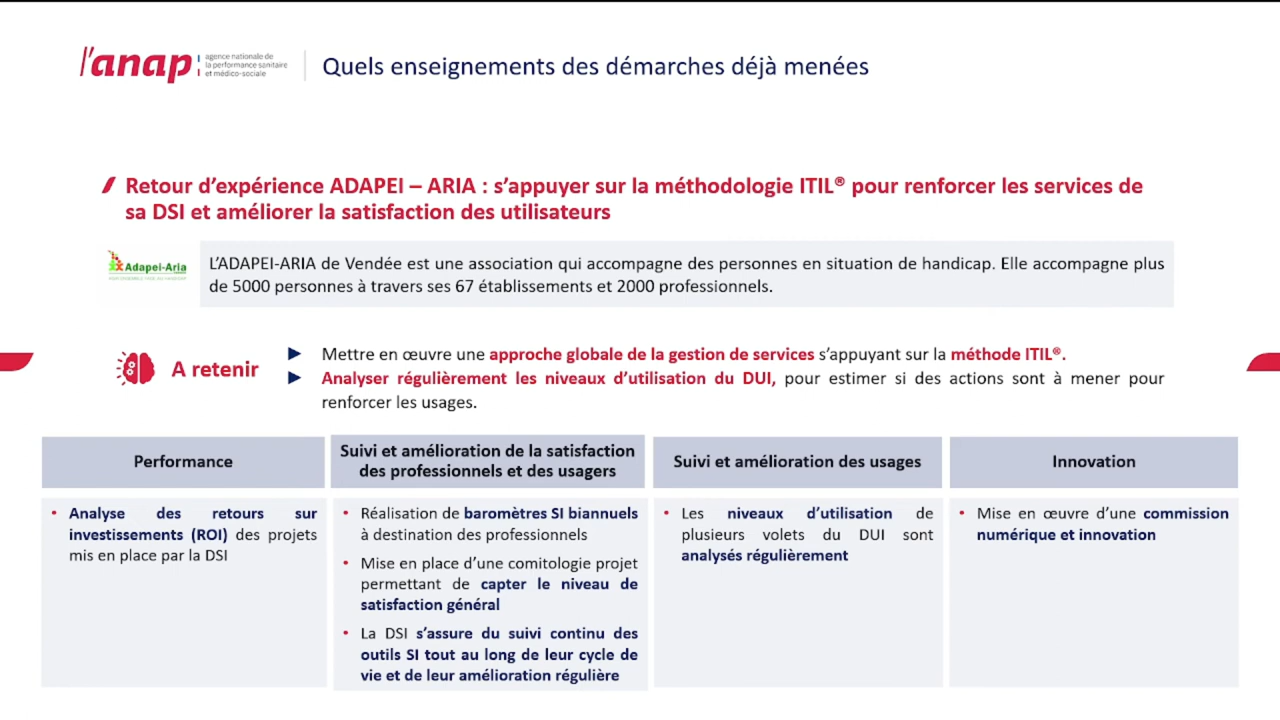 l'anap
agence nationale de
la performance sanitaire
et médico-sociale
Quels enseignements des démarches déjà menées
Retour d'expérience ADAPEI – ARIA : s'appuyer sur la méthodologie ITIL® pour renforcer les services de
sa DSI et améliorer la satisfaction des utilisateurs
Adapei-Aria
L'ADAPEI-ARIA de Vendée est une association qui accompagne des personnes en situation de handicap. Elle accompagne plus
de 5000 personnes à travers ses 67 établissements et 2000 professionnels.
A retenir
Mettre en œuvre une approche globale de la gestion de services s'appuyant sur la méthode ITIL®.
Analyser régulièrement les niveaux d'utilisation du DUI, pour estimer si des actions sont à mener pour
renforcer les usages.
Performance
• Analyse des retours sur
investissements (ROI) des projets
mis en place par la DSI
Suivi et amélioration de la satisfaction
des professionnels et des usagers
• Réalisation de baromètres SI biannuels
à destination des professionnels
• Mise en place d'une comitologie projet
permettant de capter le niveau de
satisfaction général
• La DSI s'assure du suivi continu des
outils SI tout au long de leur cycle de
vie et de leur amélioration régulière
Suivi et amélioration des usages
• Les niveaux d'utilisation de
plusieurs volets du DUI sont
analysés régulièrement
Innovation
• Mise en œuvre d'une commission
numérique et innovation